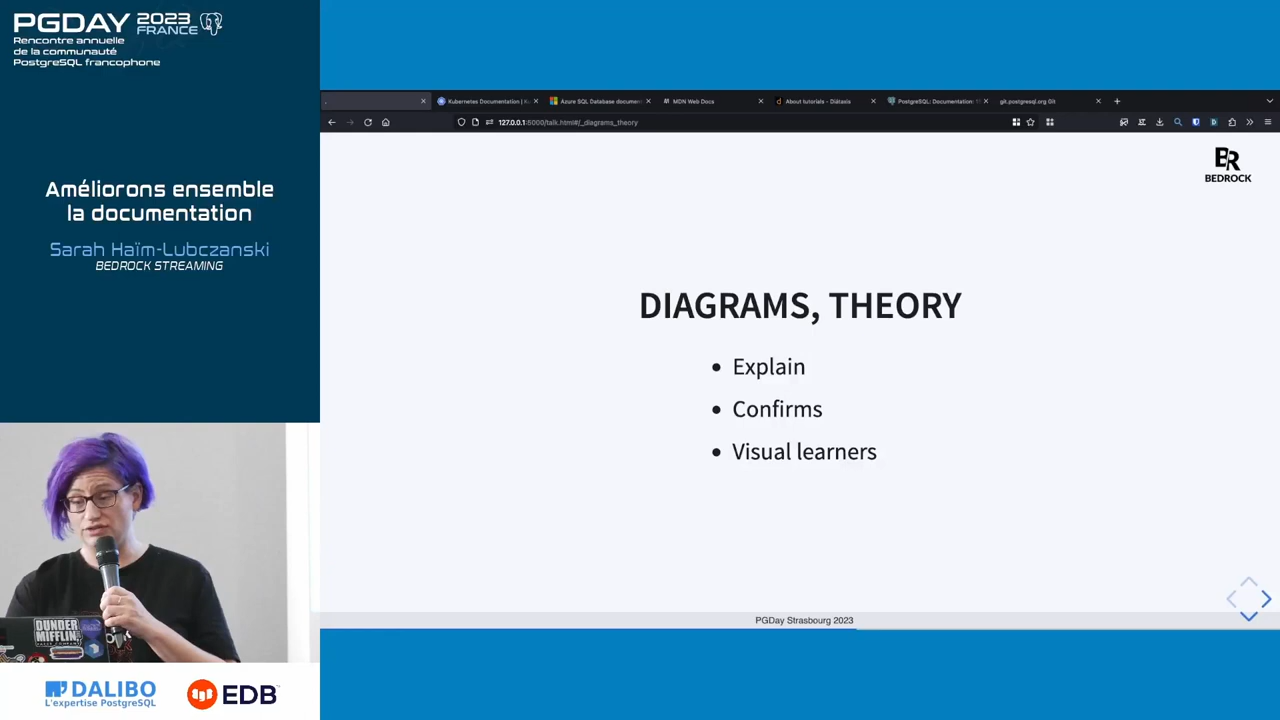 PGDAY 2023 FRANCE
Rencontre annuelle
de la communauté
PostgreSQL francophone
Améliorons ensemble
la documentation
Sarah Haïm-Lubczanski
BEDROCK STREAMING
Kubernetes Documentation | K
Azure SQL Database documen
MDN Web Docs
About tutorials - Diátaxis
PostgreSQL: Documentation:
git.postgresql.org Git
127.0.0.1:8000/talk.html#/_diagrams_theory
BR
BEDROCK
DIAGRAMS, THEORY
• Explain
• Confirms
• Visual learners
PGDay Strasbourg 2023
DUNDER
MIFFLIN
DALIBO
L'expertise PostgreSQL
EDB